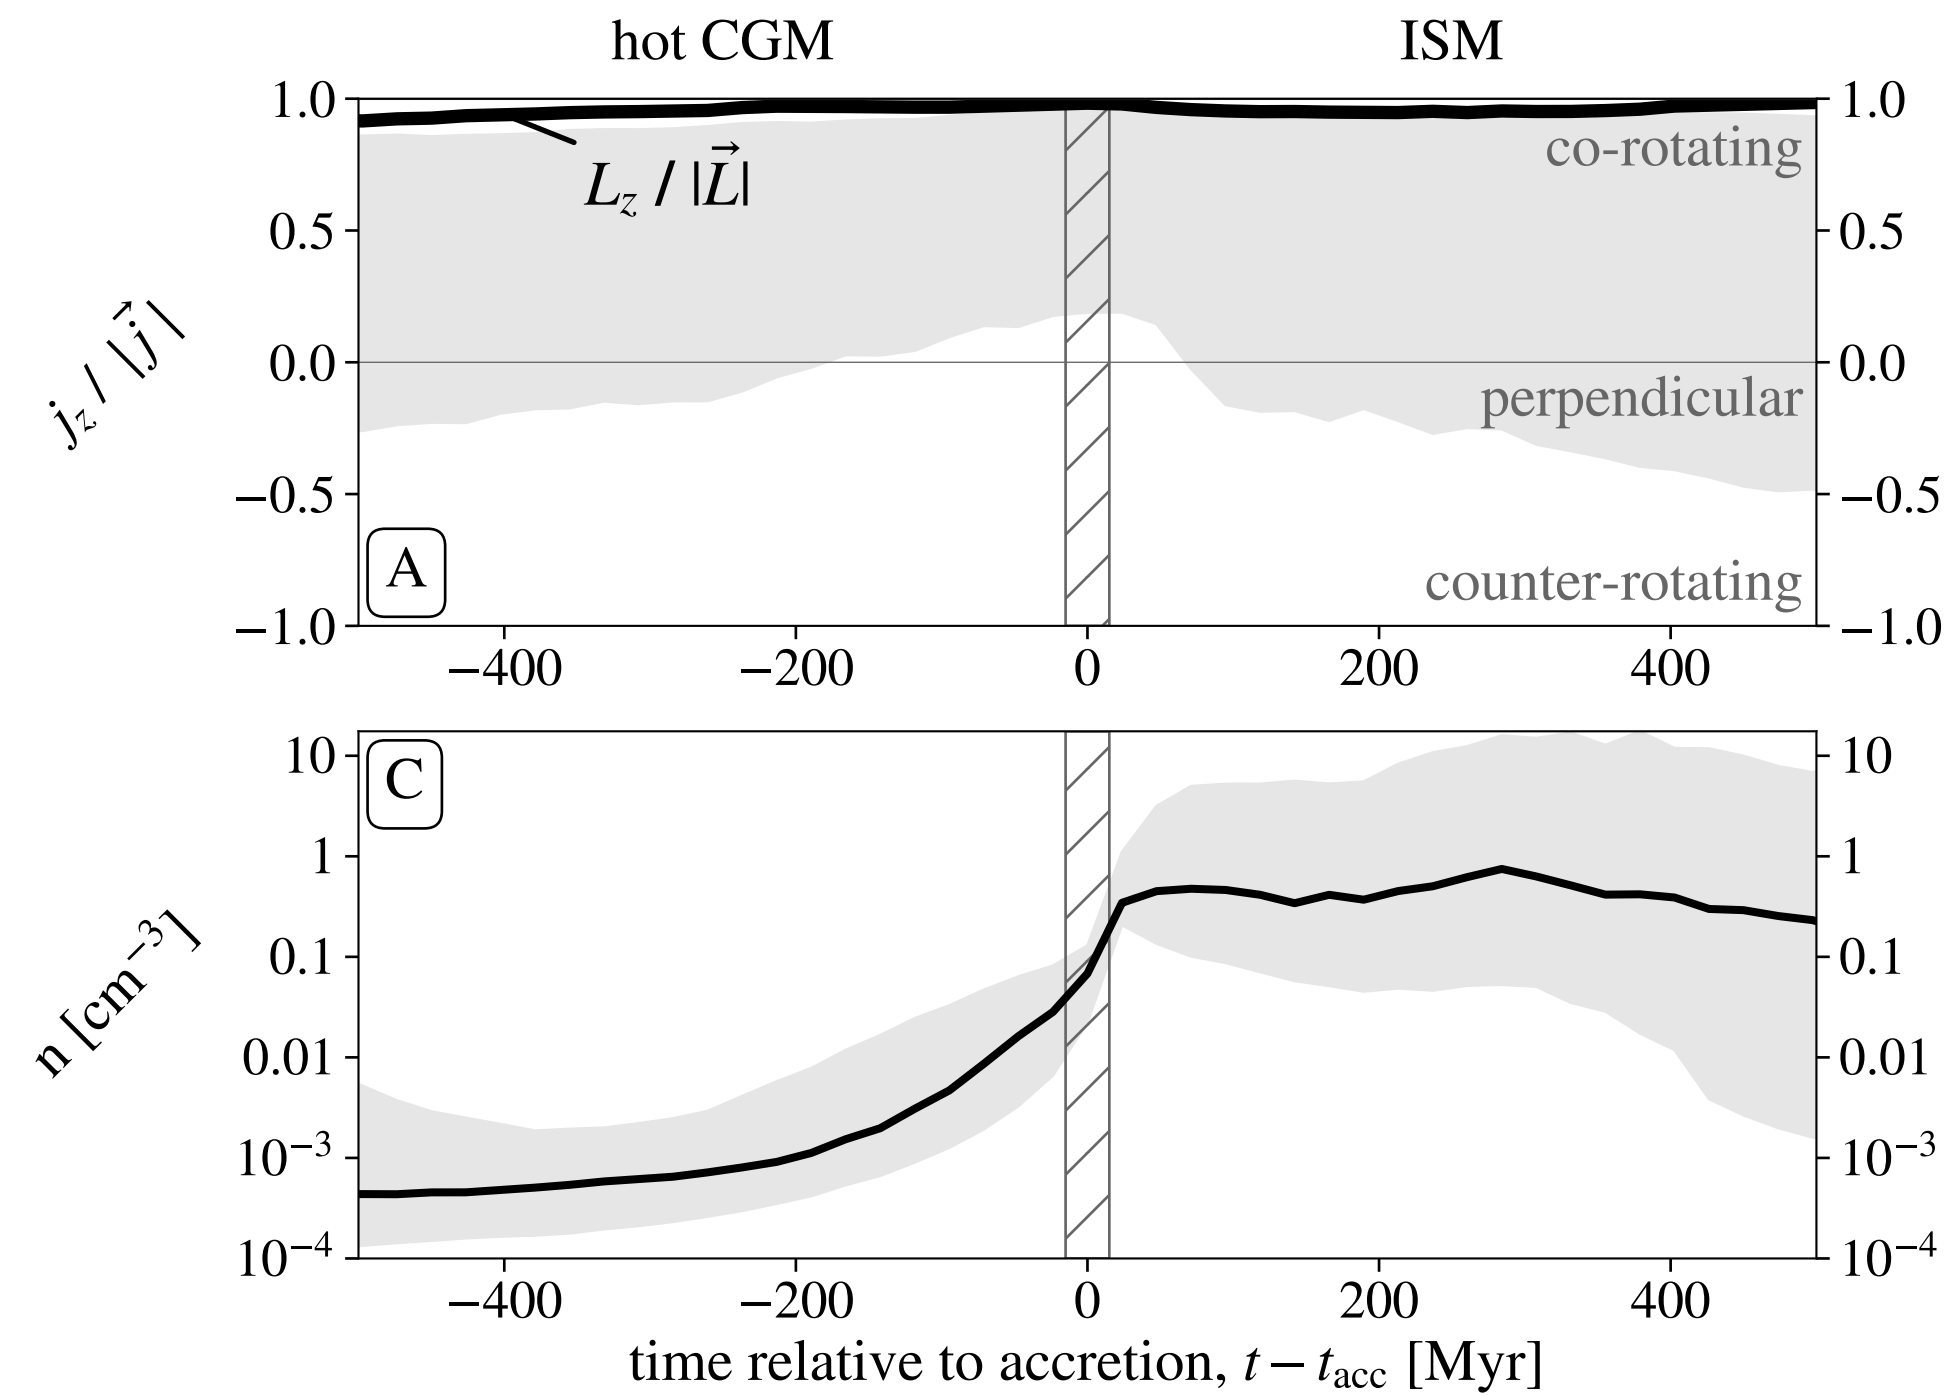 hot CGM ISM
1.0 1.0
co-rotating
L_z / |L⃗|
0.5 0.5
j_z / |j⃗|
0.0 0.0
perpendicular
−0.5 −0.5
A
counter-rotating
−1.0 −1.0
−400 −200 0 200 400
C
10 10
1 1
0.1 0.1
n [cm⁻³]
0.01 0.01
10⁻³ 10⁻³
10⁻⁴ 10⁻⁴
−400 −200 0 200 400
time relative to accretion, t − t_acc [Myr]